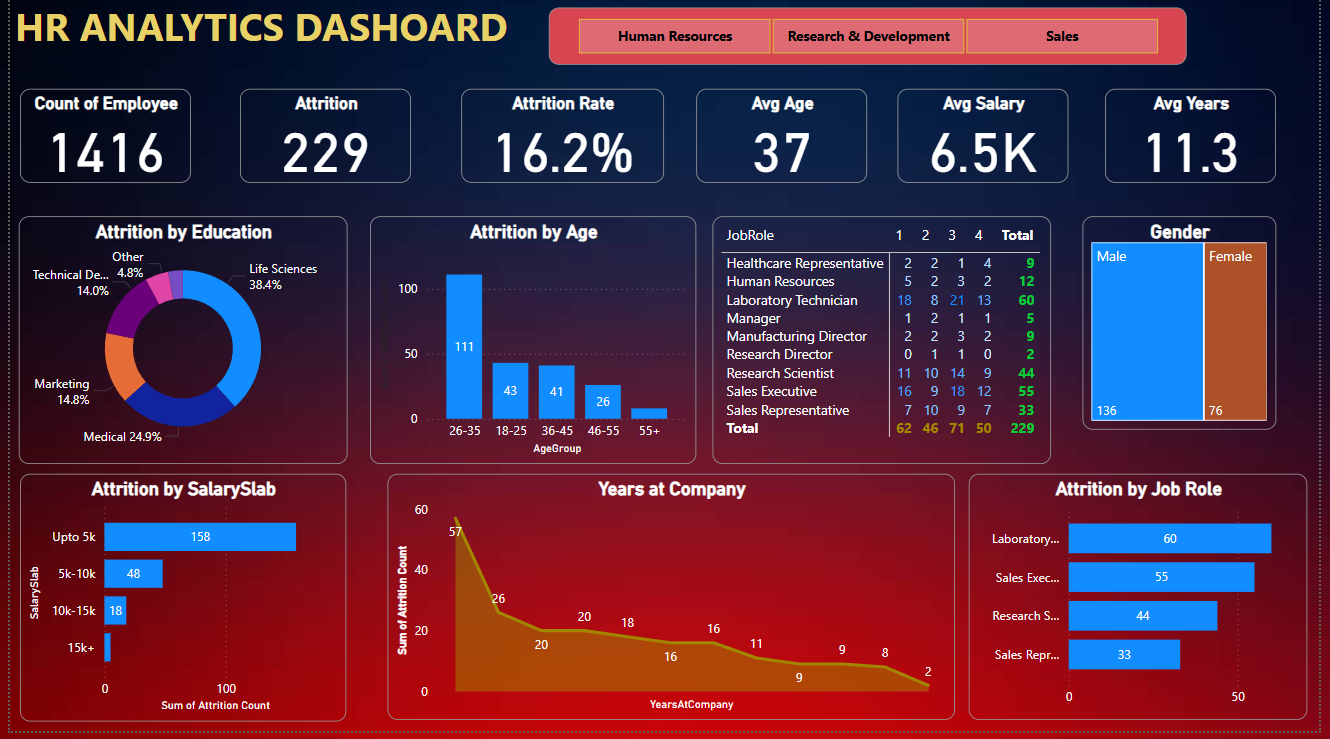 HR ANALYTICS DASHOARD
Human Resources
Research & Development
Sales
Count of Employee
1416
Attrition
229
Attrition Rate
16.2%
Avg Age
37
Avg Salary
6.5K
Avg Years
11.3
Attrition by Education
Other
4.8%
Technical De...
14.0%
Life Sciences
38.4%
Marketing
14.8%
Medical 24.9%
Attrition by Age
100
50
0
111
43
41
26
26-35 18-25 36-45 46-55 55+
AgeGroup
JobRole 1 2 3 4 Total
Healthcare Representative 2 2 1 4 9
Human Resources 5 2 3 2 12
Laboratory Technician 18 8 21 13 60
Manager 1 2 1 1 5
Manufacturing Director 2 2 3 2 9
Research Director 0 1 1 0 2
Research Scientist 11 10 14 9 44
Sales Executive 16 9 18 12 55
Sales Representative 7 10 9 7 33
Total 62 46 71 50 229
Gender
Male
Female
136
76
Attrition by SalarySlab
SalarySlab
Upto 5k 158
5k-10k 48
10k-15k 18
15k+
0 100
Sum of Attrition Count
Years at Company
Sum of Attrition Count
60
40
20
0
57
26
20
20
18
16
16
11
9
9
8
2
YearsAtCompany
Attrition by Job Role
Laboratory... 60
Sales Exec... 55
Research S... 44
Sales Repr... 33
0 50